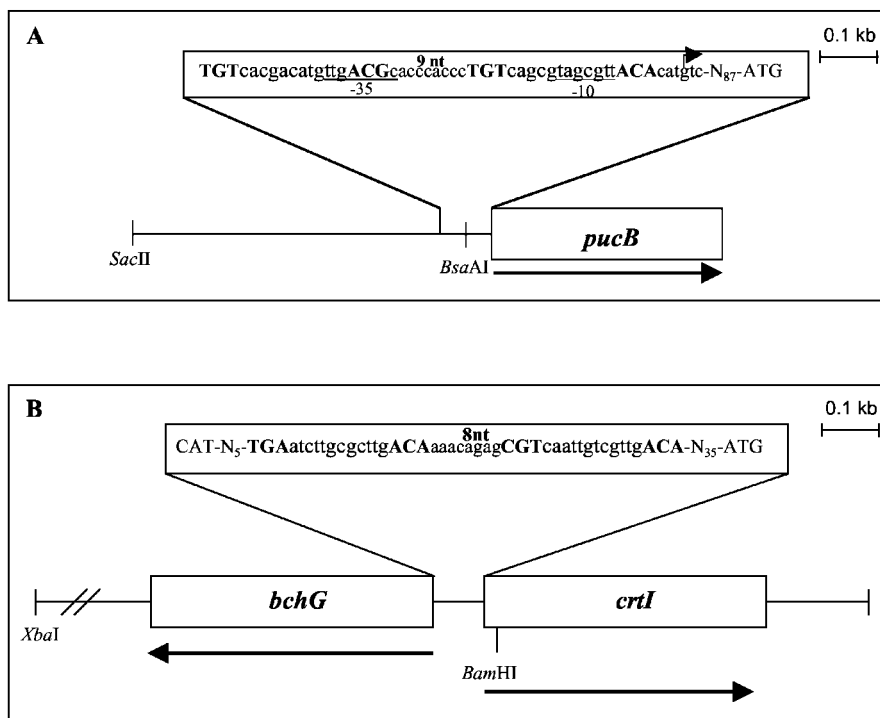 A
0.1 kb
9 nt
TGTcacgacatgttgACGcacccacccTGTcagcgtagcgttACAcatgtc-N87-ATG
-35 -10
pucB
SacII
BsaAI
B
0.1 kb
8nt
CAT-N5-TGAatcttgcgcttgACAaaacagagCGTcaattgtcgttgACA-N35-ATG
bchG crtI
XbaI
BamHI